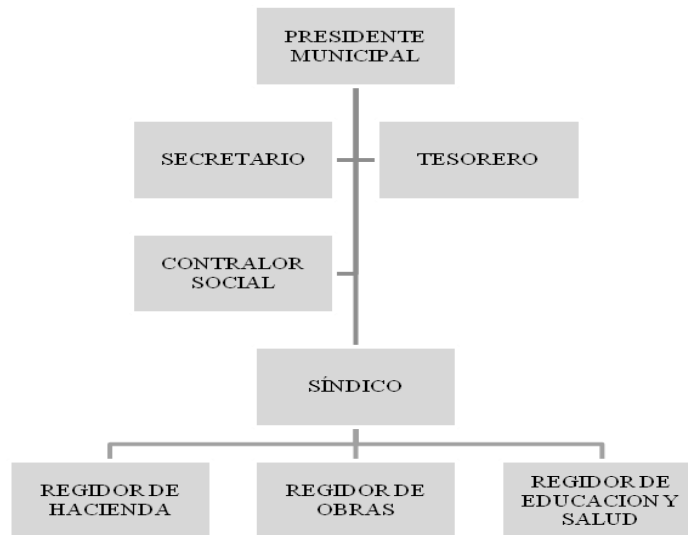 PRESIDENTE
MUNICIPAL
SECRETARIO
TESORERO
CONTRALOR
SOCIAL
SÍNDICO
REGIDOR DE
HACIENDA
REGIDOR DE
OBRAS
REGIDOR DE
EDUCACION Y
SALUD